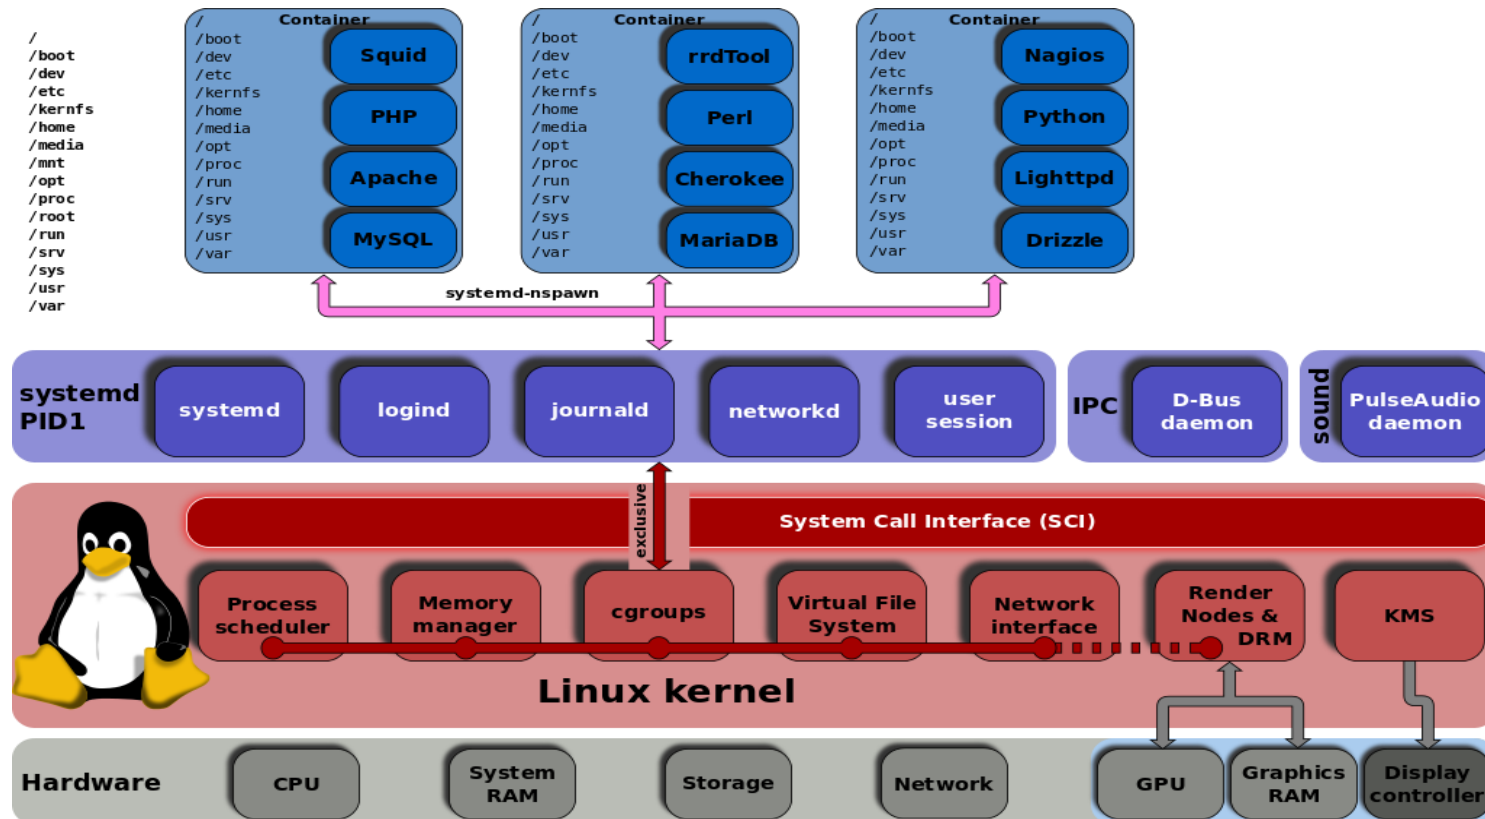 /
/boot
/dev
/etc
/kernfs
/home
/media
/mnt
/opt
/proc
/root
/run
/srv
/sys
/usr
/var
Container
/
/boot
/dev
/etc
/kernfs
/home
/media
/opt
/proc
/run
/srv
/sys
/usr
/var
Squid
PHP
Apache
MySQL
Container
/
/boot
/dev
/etc
/kernfs
/home
/media
/opt
/proc
/run
/srv
/sys
/usr
/var
rrdTool
Perl
Cherokee
MariaDB
Container
/
/boot
/dev
/etc
/kernfs
/home
/media
/opt
/proc
/run
/srv
/sys
/usr
/var
Nagios
Python
Lighttpd
Drizzle
systemd-nspawn
systemd
PID1
systemd
logind
journald
networkd
user
session
IPC
D-Bus
daemon
sound
PulseAudio
daemon
exclusive
System Call Interface (SCI)
Process
scheduler
Memory
manager
cgroups
Virtual File
System
Network
interface
Render
Nodes &
DRM
KMS
Linux kernel
Hardware
CPU
System
RAM
Storage
Network
GPU
Graphics
RAM
Display
controller